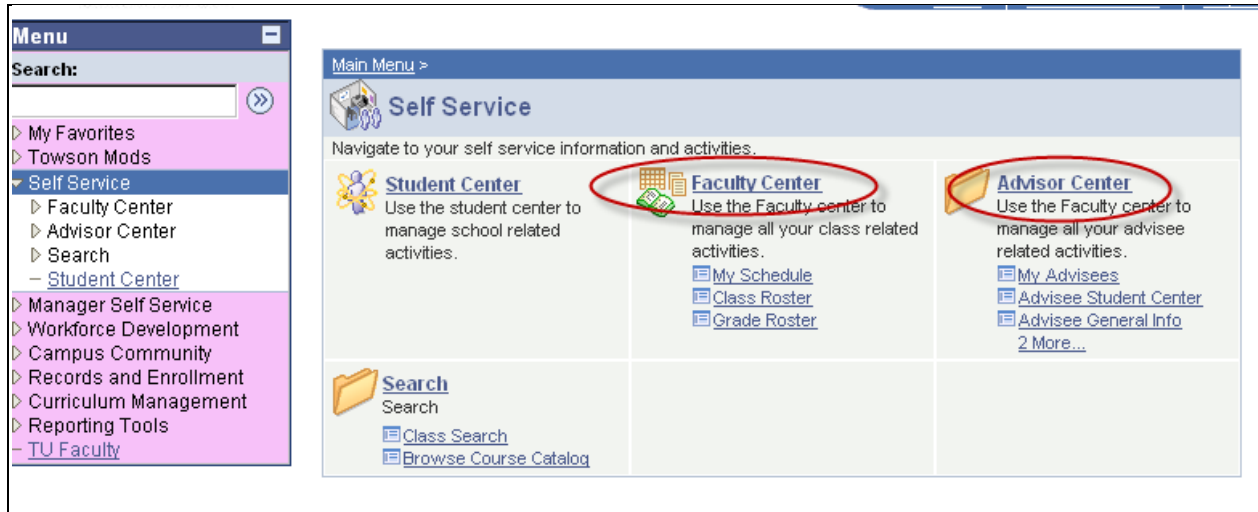 Menu
Search:
My Favorites
Towson Mods
Self Service
Faculty Center
Advisor Center
Search
Student Center
Manager Self Service
Workforce Development
Campus Community
Records and Enrollment
Curriculum Management
Reporting Tools
TU Faculty
Main Menu >
Self Service
Navigate to your self service information and activities.
Student Center
Use the student center to
manage school related
activities.
Faculty Center
Use the Faculty center to
manage all your class related
activities.
My Schedule
Class Roster
Grade Roster
Advisor Center
Use the Faculty center to
manage all your advisee
related activities.
My Advisees
Advisee Student Center
Advisee General Info
2 More...
Search
Search
Class Search
Browse Course Catalog